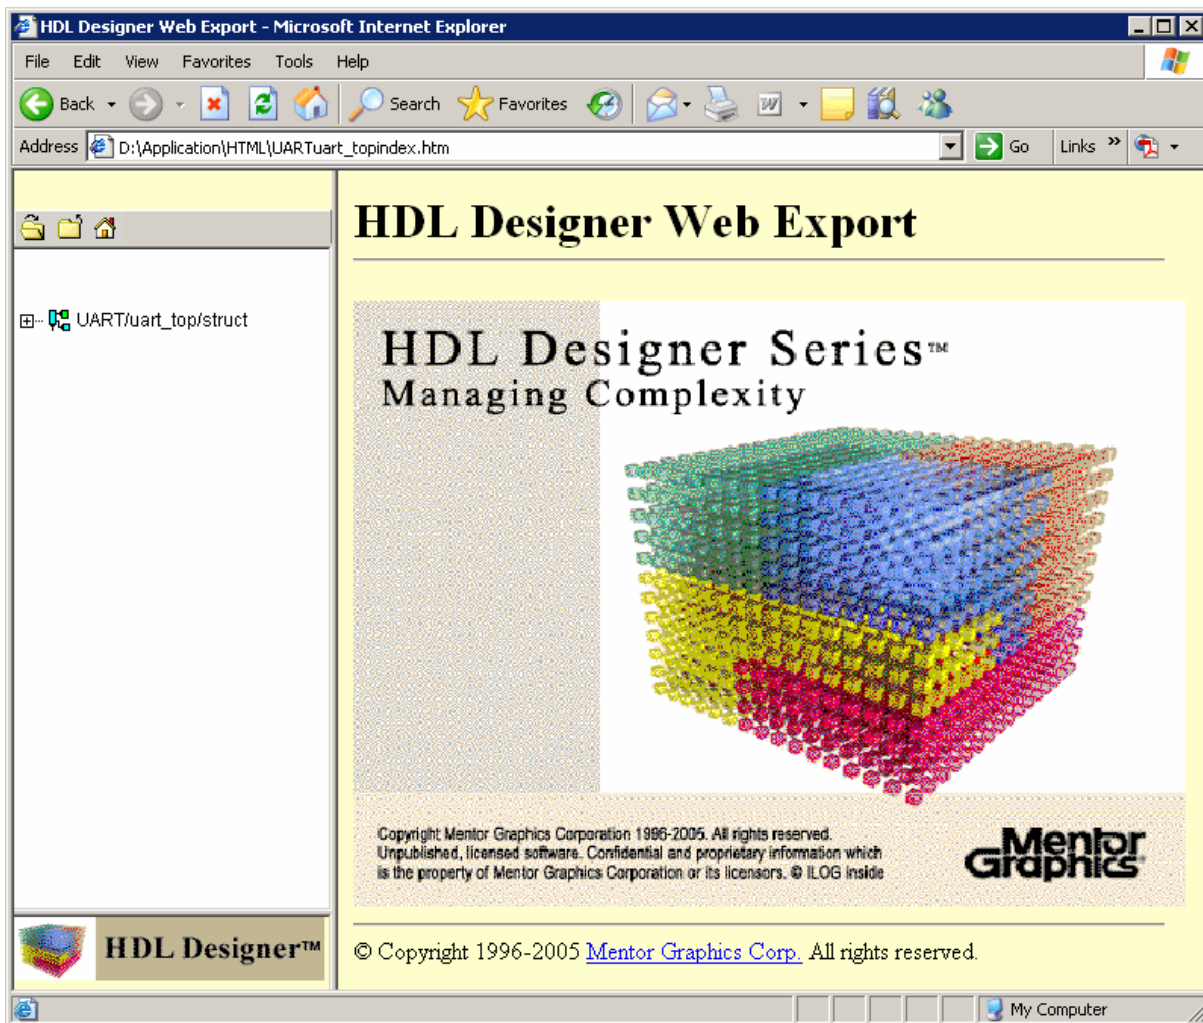 HDL Designer Web Export - Microsoft Internet Explorer
File Edit View Favorites Tools Help
Back Search Favorites
Address D:\Application\HTML\UARTuart_topindex.htm Go Links »
HDL Designer Web Export
UART/uart_top/struct
HDL Designer Series™
Managing Complexity
Copyright Mentor Graphics Corporation 1996-2005. All rights reserved.
Unpublished, licensed software. Confidential and proprietary information which
is the property of Mentor Graphics Corporation or its licensors. © ILOG Inside
Mentor
Graphics
HDL Designer™
© Copyright 1996-2005 Mentor Graphics Corp. All rights reserved.
My Computer